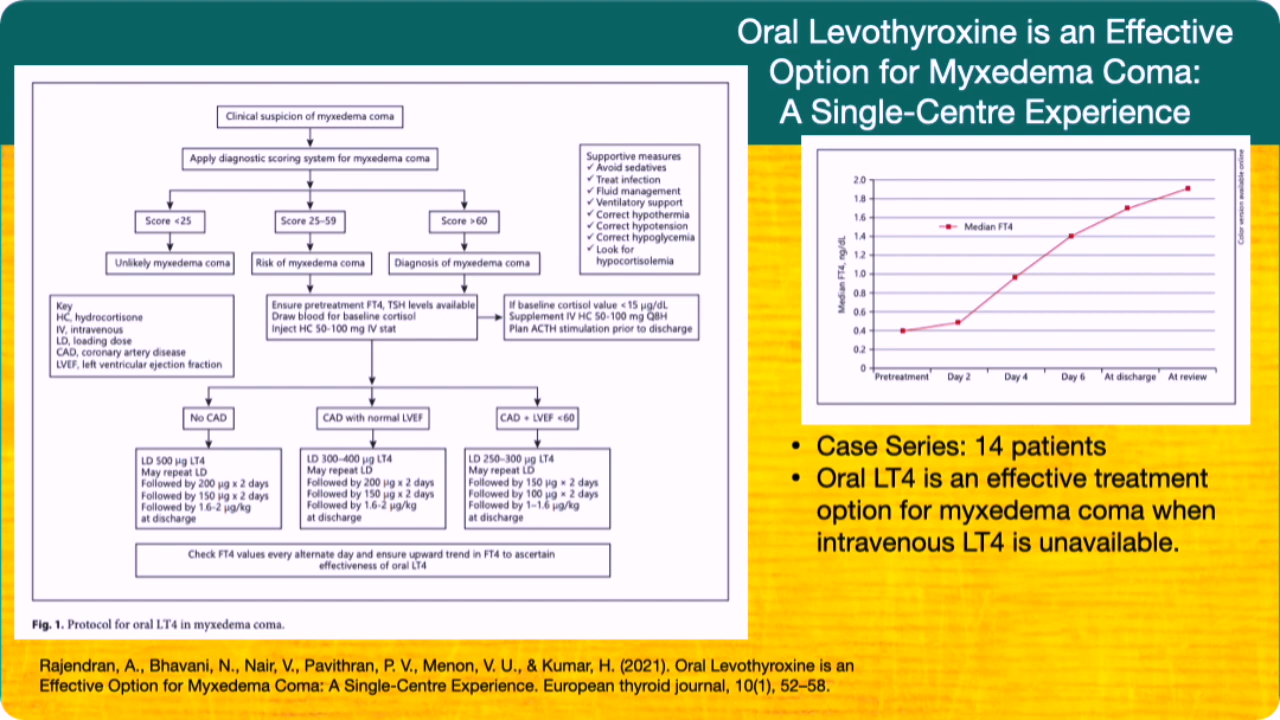 Oral Levothyroxine is an Effective
Option for Myxedema Coma:
A Single-Centre Experience
Clinical suspicion of myxedema coma
Apply diagnostic scoring system for myxedema coma
Supportive measures
✓ Avoid sedatives
✓ Treat infection
✓ Fluid management
✓ Ventilatory support
✓ Correct hypothermia
✓ Correct hypotension
✓ Correct hypoglycemia
✓ Look for
hypocortisolemia
Score <25
Score 25–59
Score >60
Unlikely myxedema coma
Risk of myxedema coma
Diagnosis of myxedema coma
Key
HC, hydrocortisone
IV, intravenous
LD, loading dose
CAD, coronary artery disease
LVEF, left ventricular ejection fraction
Ensure pretreatment FT4, TSH levels available
Draw blood for baseline cortisol
Inject HC 50-100 mg IV stat
If baseline cortisol value <15 µg/dL
Supplement IV HC 50-100 mg Q8H
Plan ACTH stimulation prior to discharge
No CAD
CAD with normal LVEF
CAD + LVEF <60
LD 500 µg LT4
May repeat LD
Followed by 200 µg x 2 days
Followed by 150 µg x 2 days
Followed by 1.6-2 µg/kg
at discharge
LD 300–400 µg LT4
May repeat LD
Followed by 200 µg × 2 days
Followed by 150 µg × 2 days
Followed by 1.6-2 µg/kg
at discharge
LD 250–300 µg LT4
May repeat LD
Followed by 150 µg × 2 days
Followed by 100 µg × 2 days
Followed by 1–1.6 µg/kg
at discharge
Check FT4 values every alternate day and ensure upward trend in FT4 to ascertain
effectiveness of oral LT4
Fig. 1. Protocol for oral LT4 in myxedema coma.
Color version available online
Median FT4, ng/dL
2.0
1.8
1.6
1.4
1.2
1.0
0.8
0.6
0.4
0.2
0
Median FT4
Pretreatment
Day 2
Day 4
Day 6
At discharge
At review
• Case Series: 14 patients
• Oral LT4 is an effective treatment
option for myxedema coma when
intravenous LT4 is unavailable.
Rajendran, A., Bhavani, N., Nair, V., Pavithran, P. V., Menon, V. U., & Kumar, H. (2021). Oral Levothyroxine is an
Effective Option for Myxedema Coma: A Single-Centre Experience. European thyroid journal, 10(1), 52–58.